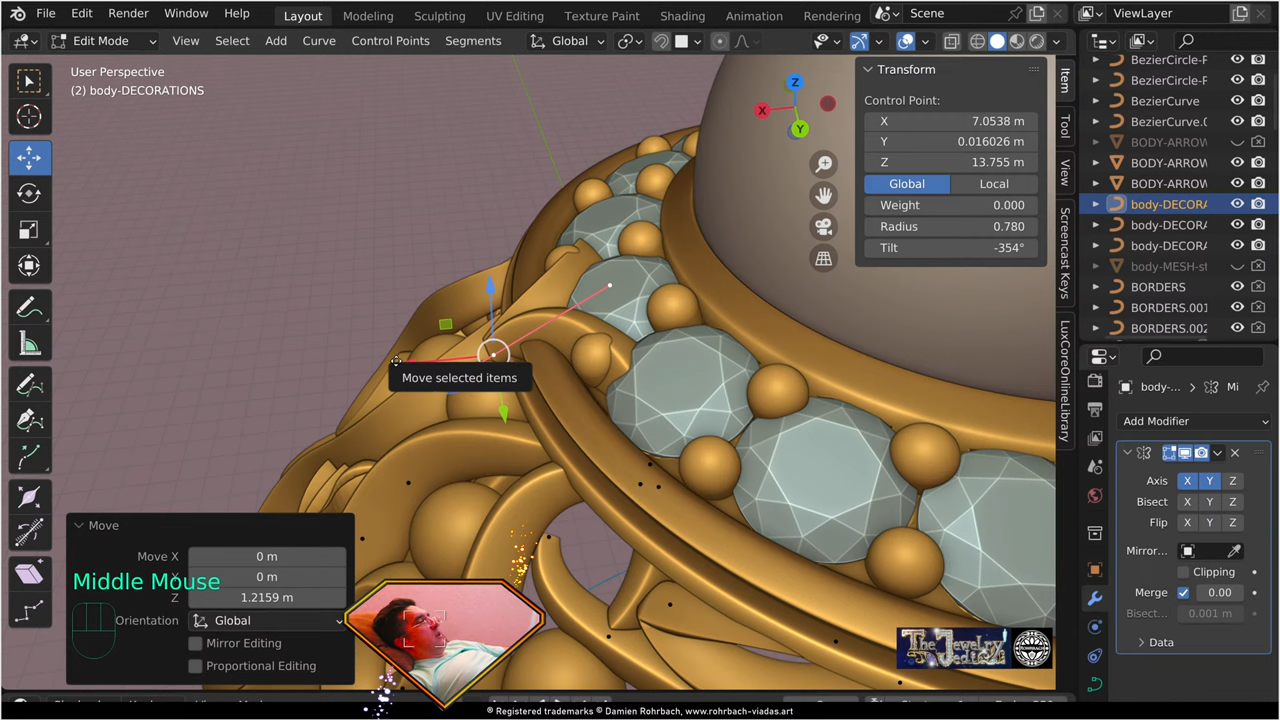 File Edit Render Window Help Layout Modeling Sculpting UV Editing Texture Paint Shading Animation Rendering Scene ViewLayer
Edit Mode View Select Add Curve Control Points Segments Global
User Perspective
(2) body-DECORATIONS
Transform
Control Point:
X 7.0538 m
Y 0.016026 m
Z 13.755 m
Global Local
Weight 0.000
Radius 0.780
Tilt -354°
Z
X
Y
Item
Tool
View
Screencast Keys
LuxCoreOnlineLibrary
BezierCircle-F
BezierCircle-F
BezierCurve
BezierCurve.0
BODY-ARROW
BODY-ARROW
BODY-ARROW
body-DECORA
body-DECORA
body-DECORA
body-MESH-st
BORDERS
BORDERS.001
BORDERS.002
body-... Mi
Add Modifier
Axis X Y Z
Bisect X Y Z
Flip X Y Z
Mirror...
Clipping
Merge 0.00
Bisect... 0.001 m
Data
Move selected items
Move
Move X 0 m
0 m
Z 1.2159 m
Middle Mouse
Orientation Global
Mirror Editing
Proportional Editing
The Jewelry
ROHRBACH
® Registered trademarks © Damien Rohrbach, www.rohrbach-viadas.art